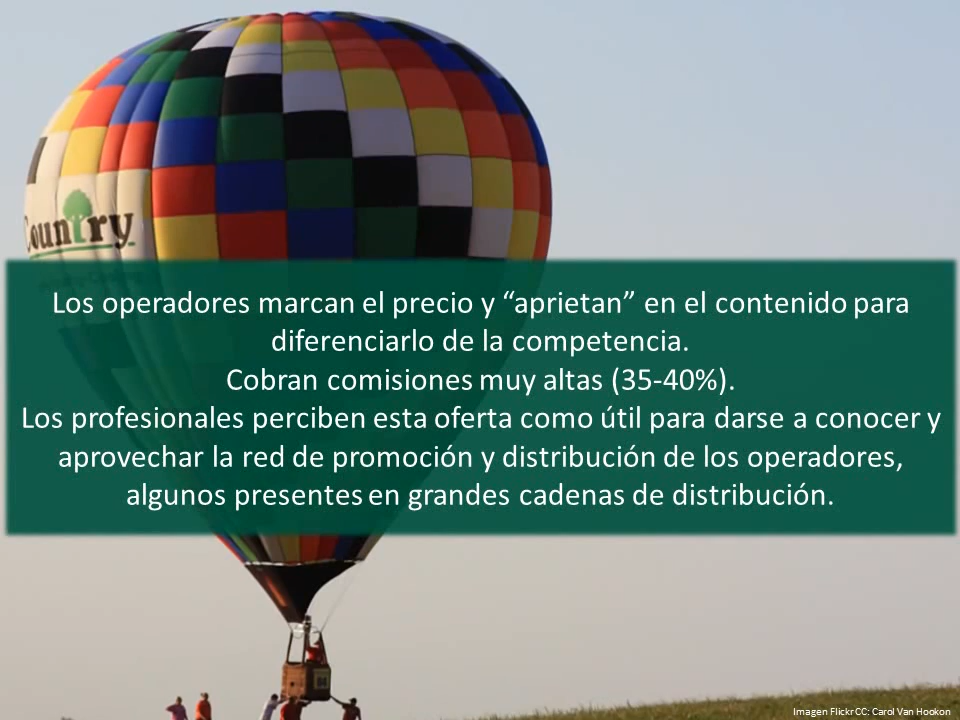 Country
Los operadores marcan el precio y “aprietan” en el contenido para
diferenciarlo de la competencia.
Cobran comisiones muy altas (35-40%).
Los profesionales perciben esta oferta como útil para darse a conocer y
aprovechar la red de promoción y distribución de los operadores,
algunos presentes en grandes cadenas de distribución.
Imagen Flickr CC: Carol Van Hookon